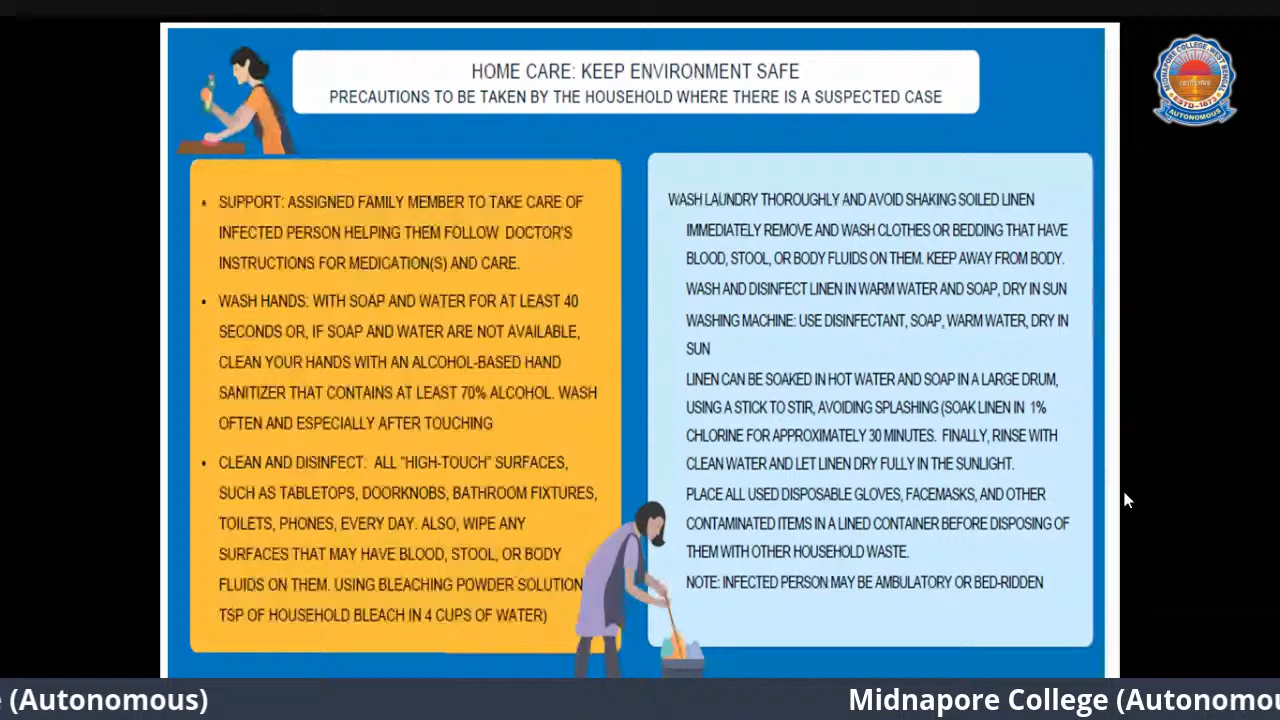 HOME CARE: KEEP ENVIRONMENT SAFE
PRECAUTIONS TO BE TAKEN BY THE HOUSEHOLD WHERE THERE IS A SUSPECTED CASE
• SUPPORT: ASSIGNED FAMILY MEMBER TO TAKE CARE OF
INFECTED PERSON HELPING THEM FOLLOW DOCTOR'S
INSTRUCTIONS FOR MEDICATION(S) AND CARE.
• WASH HANDS: WITH SOAP AND WATER FOR AT LEAST 40
SECONDS OR, IF SOAP AND WATER ARE NOT AVAILABLE,
CLEAN YOUR HANDS WITH AN ALCOHOL-BASED HAND
SANITIZER THAT CONTAINS AT LEAST 70% ALCOHOL. WASH
OFTEN AND ESPECIALLY AFTER TOUCHING
• CLEAN AND DISINFECT: ALL "HIGH-TOUCH" SURFACES,
SUCH AS TABLETOPS, DOORKNOBS, BATHROOM FIXTURES,
TOILETS, PHONES, EVERY DAY. ALSO, WIPE ANY
SURFACES THAT MAY HAVE BLOOD, STOOL, OR BODY
FLUIDS ON THEM. USING BLEACHING POWDER SOLUTION
TSP OF HOUSEHOLD BLEACH IN 4 CUPS OF WATER)
WASH LAUNDRY THOROUGHLY AND AVOID SHAKING SOILED LINEN
IMMEDIATELY REMOVE AND WASH CLOTHES OR BEDDING THAT HAVE
BLOOD, STOOL, OR BODY FLUIDS ON THEM. KEEP AWAY FROM BODY.
WASH AND DISINFECT LINEN IN WARM WATER AND SOAP, DRY IN SUN
WASHING MACHINE: USE DISINFECTANT, SOAP, WARM WATER, DRY IN
SUN
LINEN CAN BE SOAKED IN HOT WATER AND SOAP IN A LARGE DRUM,
USING A STICK TO STIR, AVOIDING SPLASHING (SOAK LINEN IN 1%
CHLORINE FOR APPROXIMATELY 30 MINUTES. FINALLY, RINSE WITH
CLEAN WATER AND LET LINEN DRY FULLY IN THE SUNLIGHT.
PLACE ALL USED DISPOSABLE GLOVES, FACEMASKS, AND OTHER
CONTAMINATED ITEMS IN A LINED CONTAINER BEFORE DISPOSING OF
THEM WITH OTHER HOUSEHOLD WASTE.
NOTE: INFECTED PERSON MAY BE AMBULATORY OR BED-RIDDEN
MIDNAPORE COLLEGE, WEST BENGAL
ESTD-1873
AUTONOMOUS
(Autonomous)
Midnapore College (Autonomou